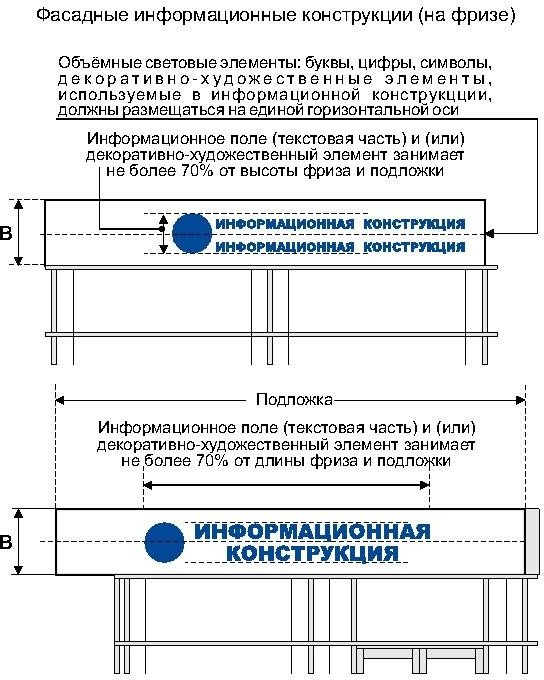 Фасадные информационные конструкции (на фризе)
Объёмные световые элементы: буквы, цифры, символы,
декоративно-художественные элементы,
используемые в информационной конструкцции,
должны размещаться на единой горизонтальной оси
Информационное поле (текстовая часть) и (или)
декоративно-художественный элемент занимает
не более 70% от высоты фриза и подложки
В
ИНФОРМАЦИОННАЯ КОНСТРУКЦИЯ
ИНФОРМАЦИОННАЯ КОНСТРУКЦИЯ
Подложка
Информационное поле (текстовая часть) и (или)
декоративно-художественный элемент занимает
не более 70% от длины фриза и подложки
В
ИНФОРМАЦИОННАЯ
КОНСТРУКЦИЯ